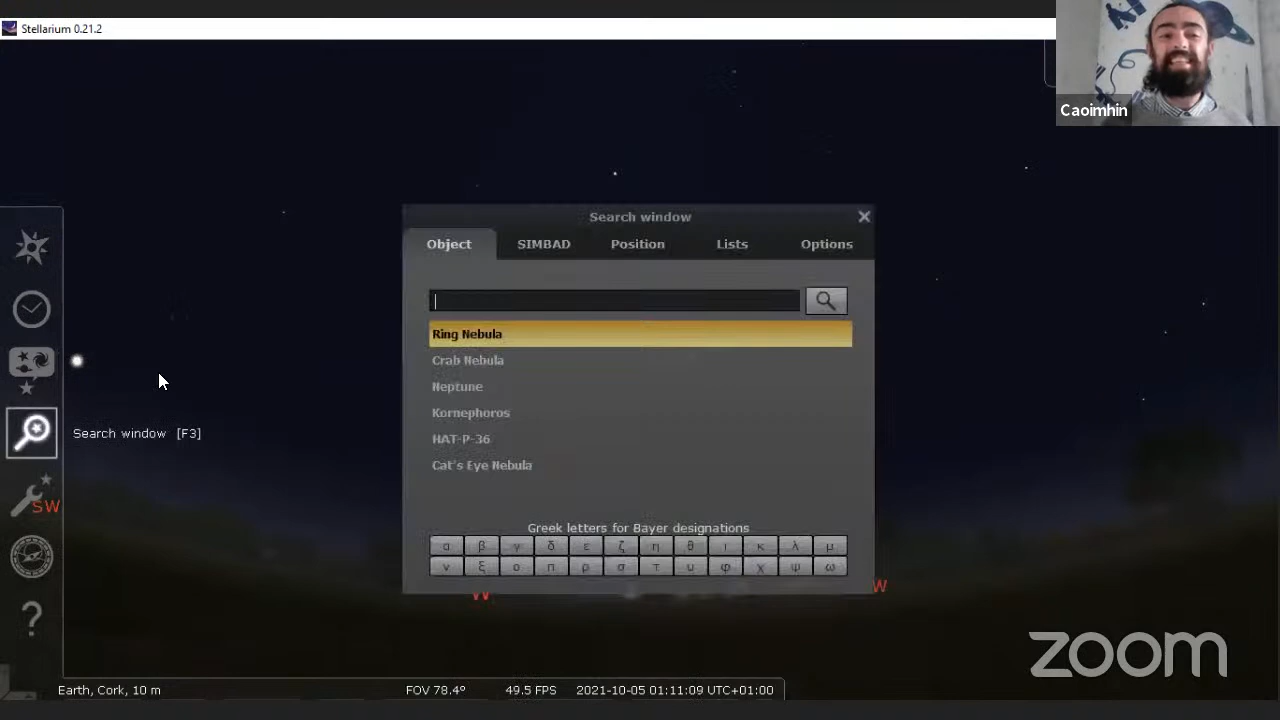 Stellarium 0.21.2
Caoimhin
Search window
Object SIMBAD Position Lists Options
Ring Nebula
Crab Nebula
Neptune
Kornephoros
HAT-P-36
Cat's Eye Nebula
Search window [F3]
SW
Greek letters for Bayer designations
α β γ δ ε ζ η θ ι κ λ μ
ν ξ ο π ρ σ τ υ φ χ ψ ω
W W
?
zoom
Earth, Cork, 10 m FOV 78.4° 49.5 FPS 2021-10-05 01:11:09 UTC+01:00